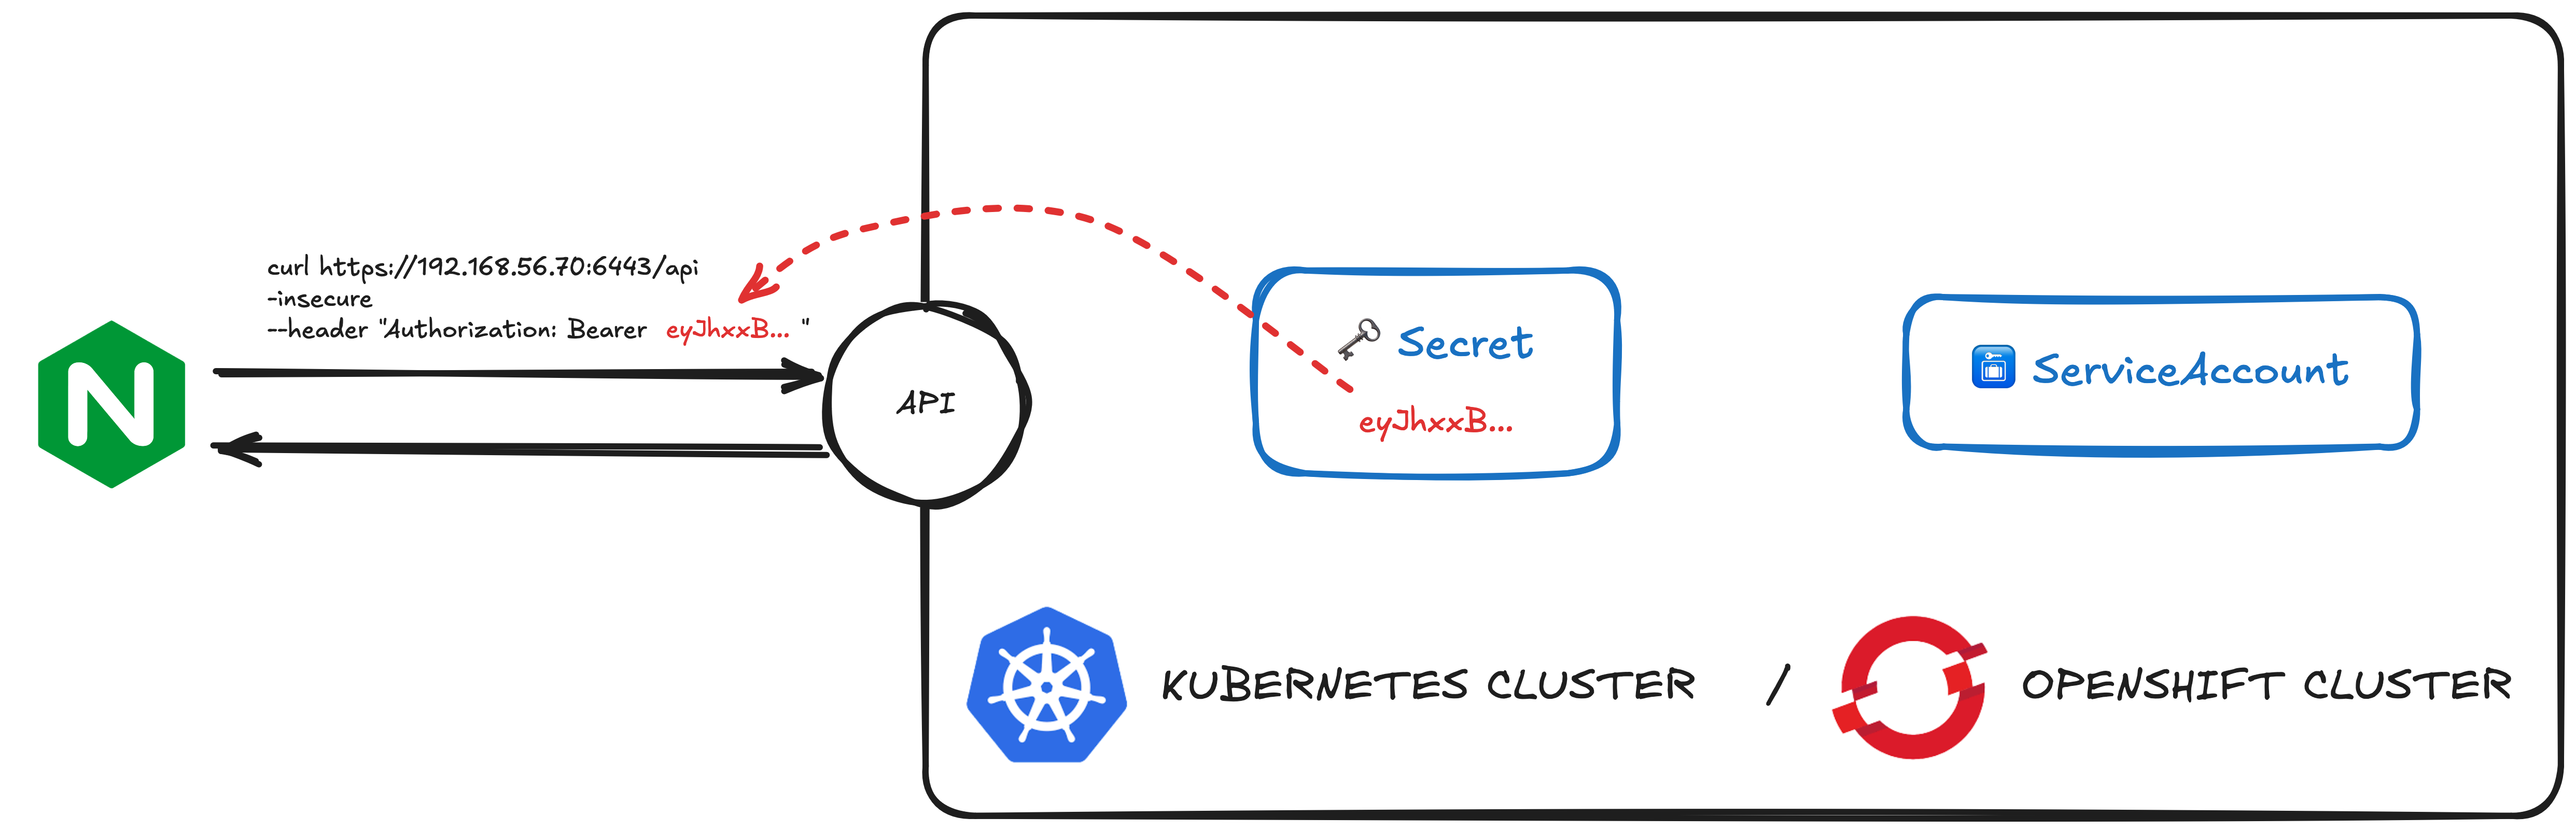 curl https://192.168.56.70:6443/api
-insecure
--header "Authorization: Bearer eyJhxxB... "
N
API
Secret
eyJhxxB...
ServiceAccount
KUBERNETES CLUSTER / OPENSHIFT CLUSTER